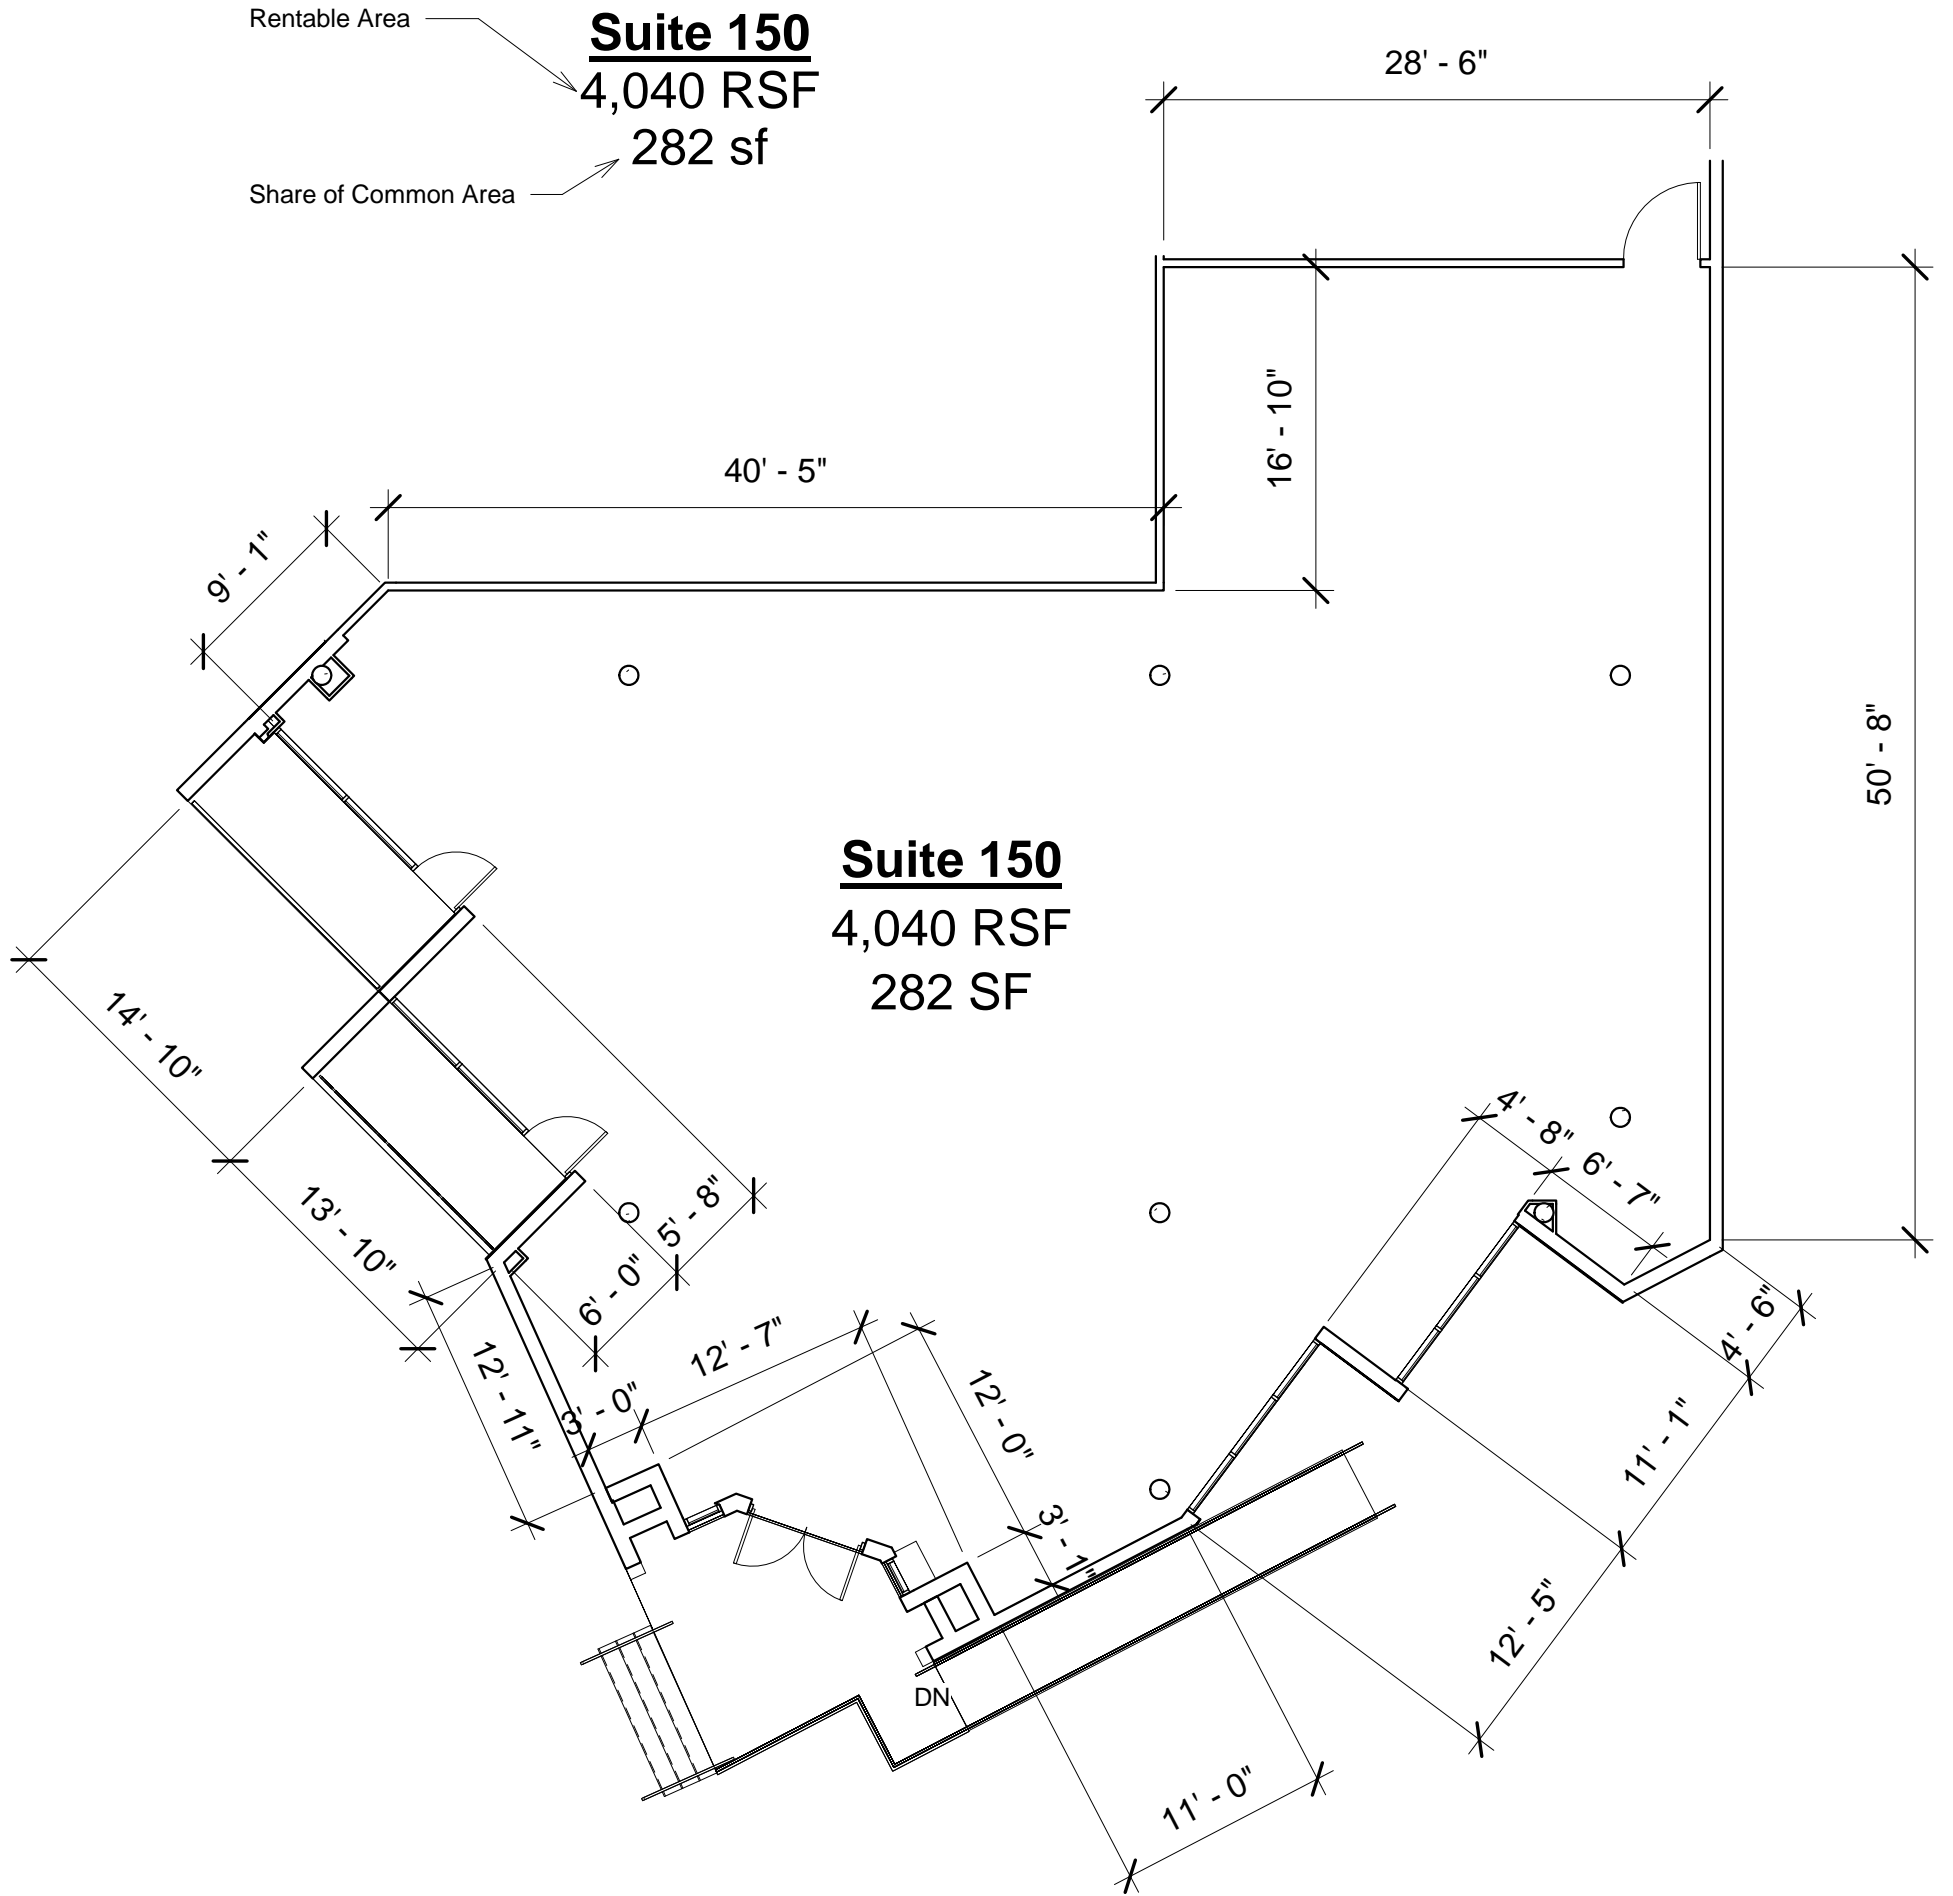 Rentable Area
Suite 150
4,040 RSF
282 sf
Share of Common Area
28' - 6"
16' - 10"
40' - 5"
9' - 1"
50' - 8"
Suite 150
4,040 RSF
282 SF
14' - 10"
13' - 10"
5' - 8"
6' - 0"
4' - 8"
6' - 7"
4' - 6"
12' - 11"
3' - 0"
12' - 7"
12' - 0"
3' - 1"
11' - 1"
12' - 5"
DN
11' - 0"